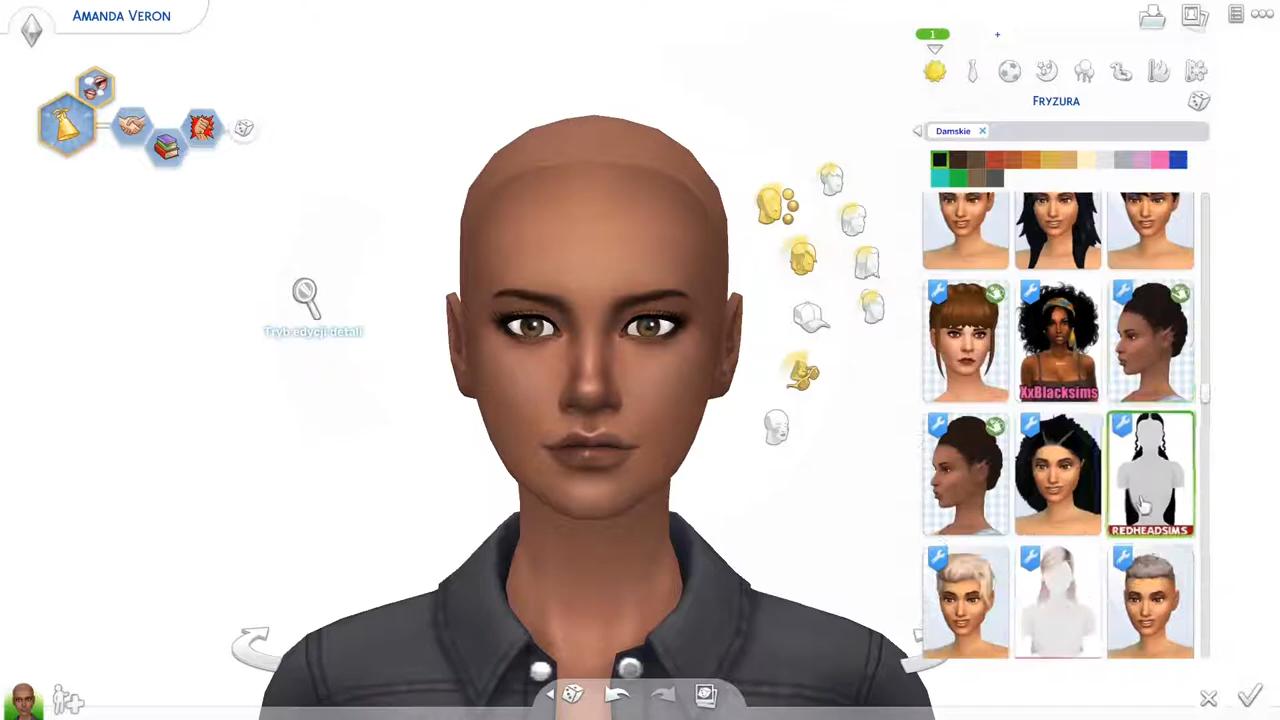 AMANDA VERON
1
+
FRYZURA
Damskie ×
Tryb edycji detali
XxBlacksims
REDHEADSIMS